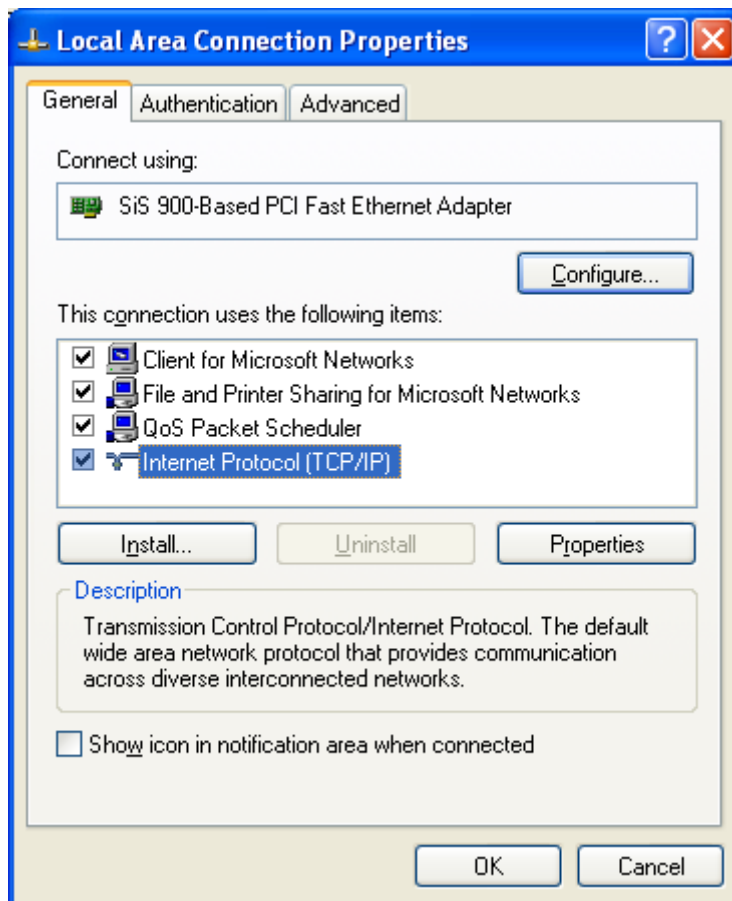 Local Area Connection Properties
General Authentication Advanced
Connect using:
SiS 900-Based PCI Fast Ethernet Adapter
Configure...
This connection uses the following items:
Client for Microsoft Networks
File and Printer Sharing for Microsoft Networks
QoS Packet Scheduler
Internet Protocol (TCP/IP)
Install... Uninstall Properties
Description
Transmission Control Protocol/Internet Protocol. The default
wide area network protocol that provides communication
across diverse interconnected networks.
Show icon in notification area when connected
OK Cancel